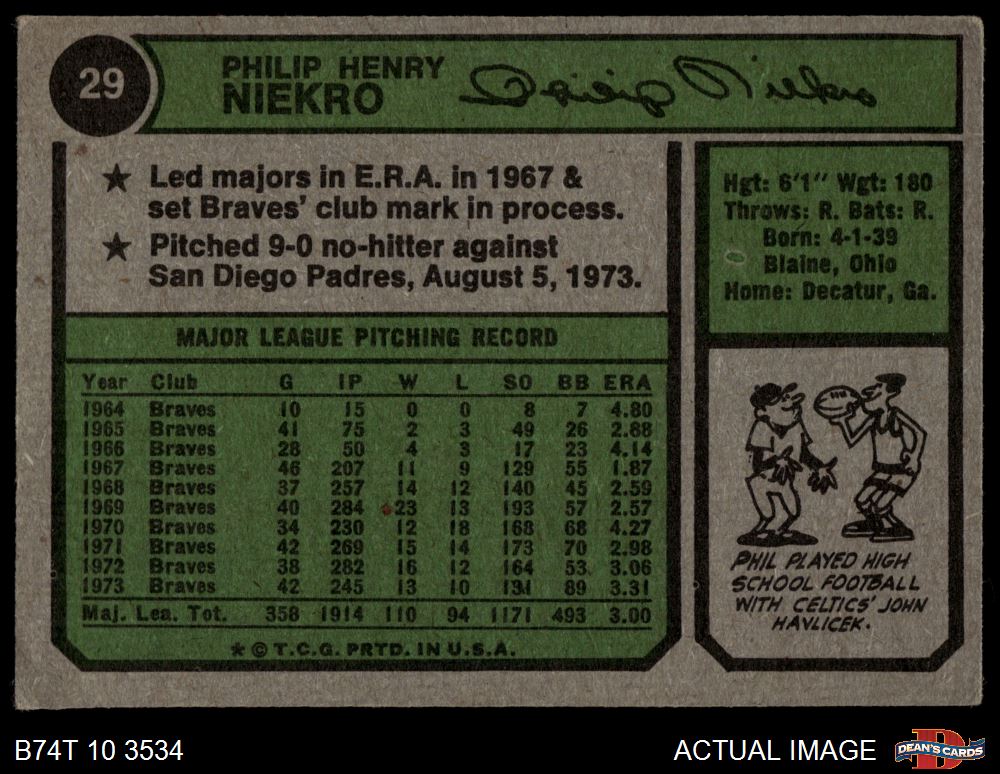 29
PHILIP HENRY
NIEKRO
Philip Niekro
★ Led majors in E.R.A. in 1967 &
set Braves' club mark in process.
★ Pitched 9-0 no-hitter against
San Diego Padres, August 5, 1973.
Hgt: 6'1" Wgt: 180
Throws: R. Bats: R.
Born: 4-1-39
Blaine, Ohio
Home: Decatur, Ga.
MAJOR LEAGUE PITCHING RECORD
Year Club G IP W L SO BB ERA
1964 Braves 10 15 0 0 8 7 4.80
1965 Braves 41 75 2 3 49 26 2.88
1966 Braves 28 50 4 3 17 23 4.14
1967 Braves 46 207 11 9 129 55 1.87
1968 Braves 37 257 14 12 140 45 2.59
1969 Braves 40 284 23 13 193 57 2.57
1970 Braves 34 230 12 18 168 68 4.27
1971 Braves 42 269 15 14 173 70 2.98
1972 Braves 38 282 16 12 164 53 3.06
1973 Braves 42 245 13 10 131 89 3.31
Maj. Lea. Tot. 358 1914 110 94 1171 493 3.00
★ © T.C.G. PRTD. IN U.S.A.
PHIL PLAYED HIGH
SCHOOL FOOTBALL
WITH CELTICS' JOHN
HAVLICEK.
B74T 10 3534
ACTUAL IMAGE
D
DEAN'S CARDS